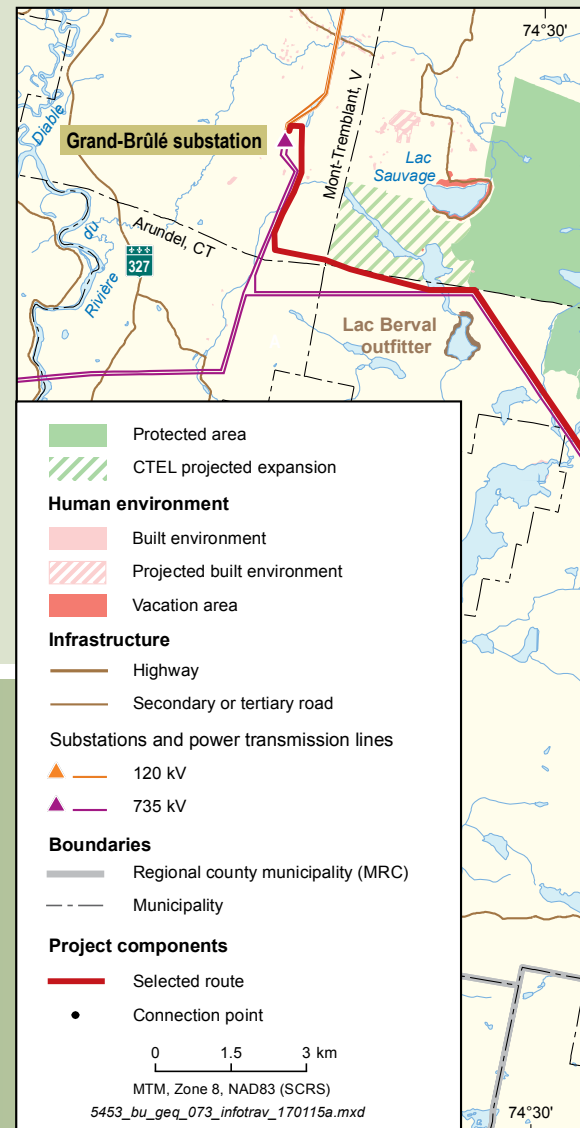 74°30'
Mont-Tremblant, V
Diable
Grand-Brûlé substation
Lac
Sauvage
Arundel, CT
du
327
Rivière
Lac Berval
outfitter
Protected area
CTEL projected expansion
Human environment
Built environment
Projected built environment
Vacation area
Infrastructure
Highway
Secondary or tertiary road
Substations and power transmission lines
120 kV
735 kV
Boundaries
Regional county municipality (MRC)
Municipality
Project components
Selected route
Connection point
0 1.5 3 km
MTM, Zone 8, NAD83 (SCRS)
5453_bu_geq_073_infotrav_170115a.mxd
74°30'